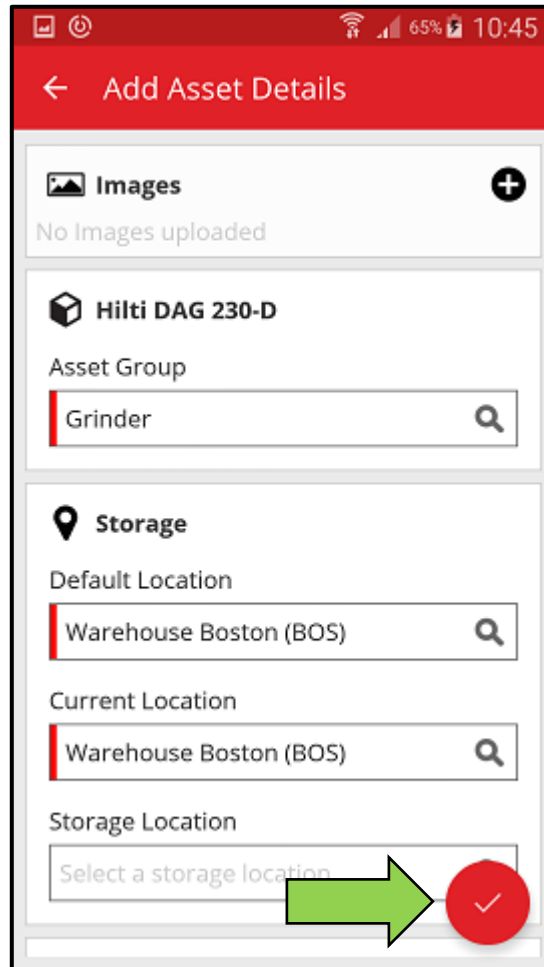 65% 10:45
Add Asset Details
Images
No Images uploaded
Hilti DAG 230-D
Asset Group
Grinder
Storage
Default Location
Warehouse Boston (BOS)
Current Location
Warehouse Boston (BOS)
Storage Location
Select a storage location